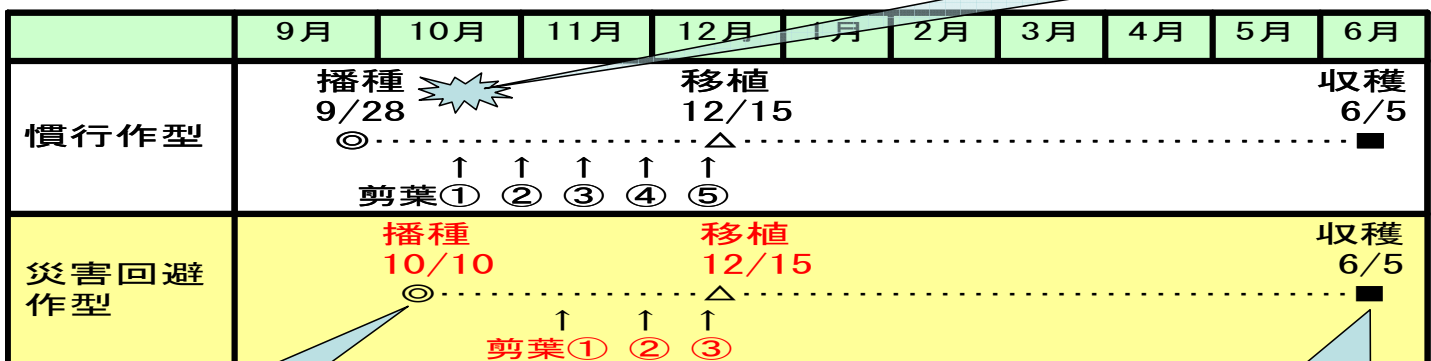 9月 10月 11月 12月 1月 2月 3月 4月 5月 6月
慣行作型
播種 移植 収穫
9/28 12/15 6/5
◎ △ ■
↑ ↑ ↑ ↑ ↑
剪葉① ② ③ ④ ⑤
災害回避
作型
播種 移植 収穫
10/10 12/15 6/5
◎ △ ■
↑ ↑ ↑
剪葉① ② ③